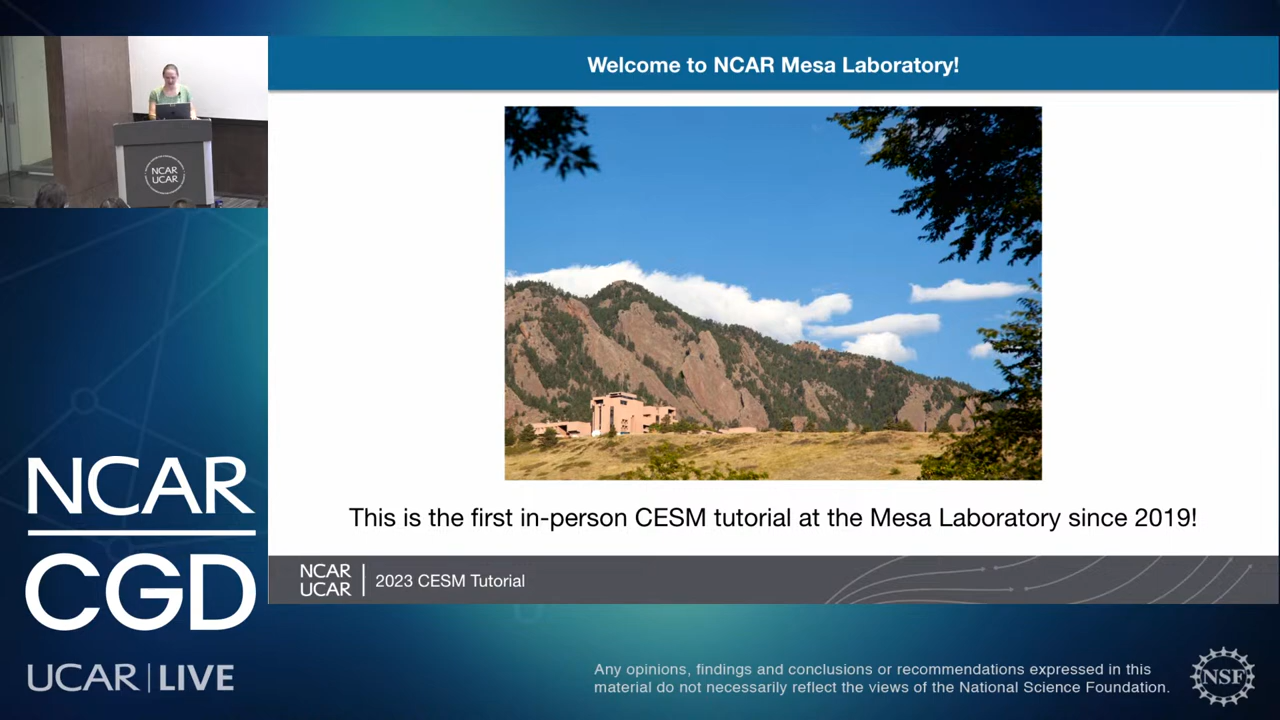 Welcome to NCAR Mesa Laboratory!
NCAR
UCAR
This is the first in-person CESM tutorial at the Mesa Laboratory since 2019!
NCAR
UCAR
2023 CESM Tutorial
NCAR
CGD
UCAR | LIVE
Any opinions, findings and conclusions or recommendations expressed in this
material do not necessarily reflect the views of the National Science Foundation.
NSF